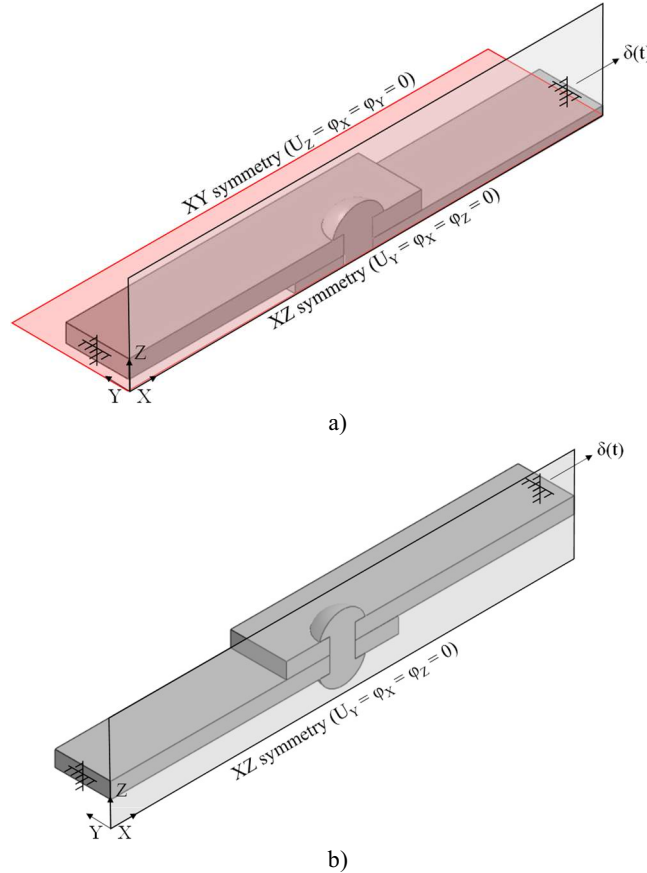 δ(t)
XY symmetry (U_Z = φ_X = φ_Y = 0)
XZ symmetry (U_Y = φ_X = φ_Z = 0)
Z
Y X
a)
δ(t)
XZ symmetry (U_Y = φ_X = φ_Z = 0)
Z
Y X
b)